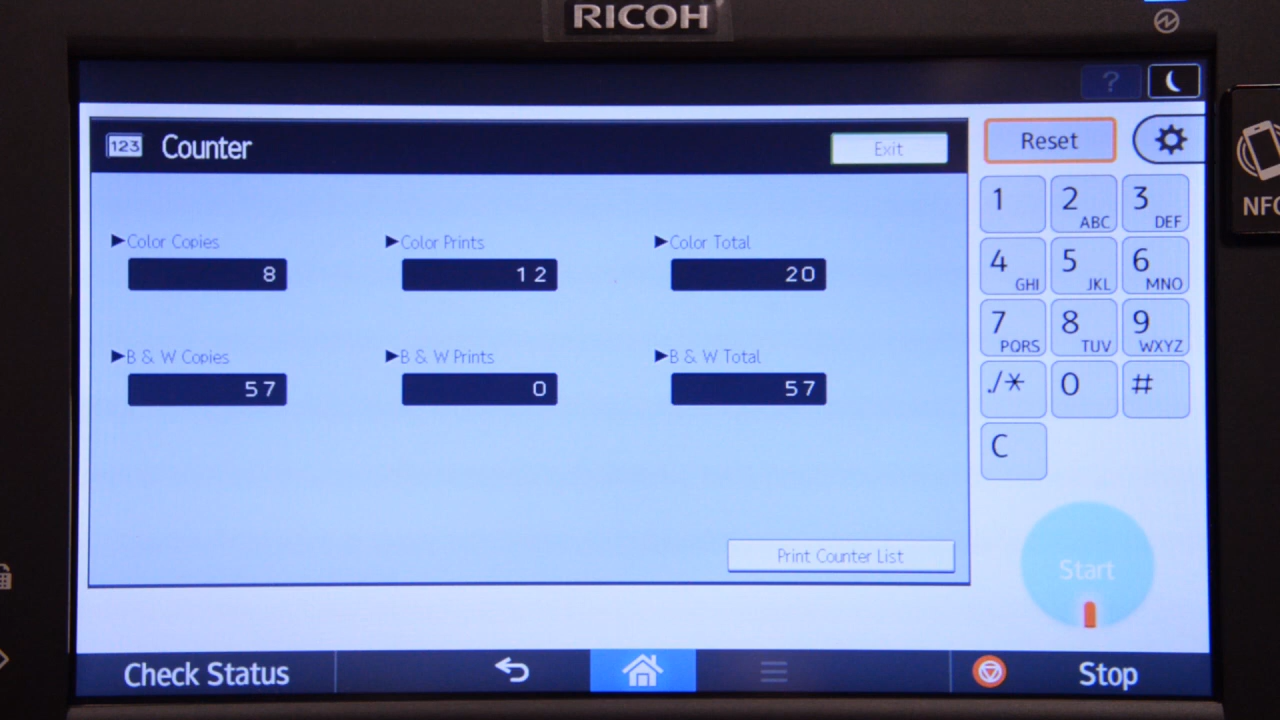 RICOH
?
123 Counter
Exit
Reset
Color Copies
Color Prints
Color Total
8
12
20
B & W Copies
B & W Prints
B & W Total
57
0
57
Print Counter List
1
2 ABC
3 DEF
4 GHI
5 JKL
6 MNO
7 PQRS
8 TUV
9 WXYZ
./*
0
#
C
Start
NFC
Check Status
Stop